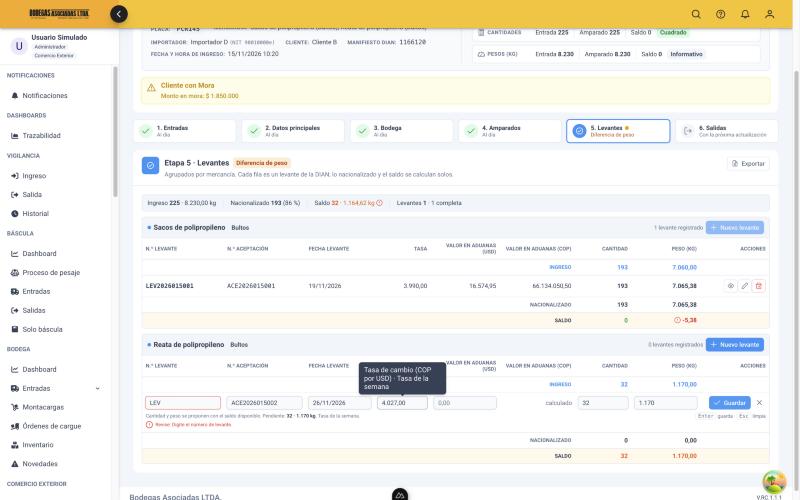 BODEGAS ASOCIADAS LTDA.
U
Usuario Simulado
Administrador
Comercio Exterior
NOTIFICACIONES
Notificaciones
DASHBOARDS
Trazabilidad
VIGILANCIA
Ingreso
Salida
Historial
BÁSCULA
Dashboard
Proceso de pesaje
Entradas
Salidas
Solo báscula
BODEGA
Dashboard
Entradas
Montacargas
Órdenes de cargue
Inventario
Novedades
COMERCIO EXTERIOR
IMPORTADOR: Importador D (NIT 90010000n) CLIENTE: Cliente B MANIFIESTO DIAN: 1166120
FECHA Y HORA DE INGRESO: 15/11/2026 10:20
CANTIDADES Entrada 225 Amparado 225 Saldo 0 Cuadrado
PESOS (KG) Entrada 8.230 Amparado 8.230 Saldo 0 Informativo
Cliente con Mora
Monto en mora: $ 1.850.000
1. Entradas
Al día
2. Datos principales
Al día
3. Bodega
Al día
4. Amparados
Al día
5. Levantes
Diferencia de peso
6. Salidas
Con la próxima actualización
Etapa 5 · Levantes Diferencia de peso
Agrupados por mercancía. Cada fila es un levante de la DIAN; lo nacionalizado y el saldo se calculan solos.
Exportar
Ingreso 225 · 8.230,00 kg Nacionalizado 193 (86 %) Saldo 32 · 1.164,62 kg Levantes 1 · 1 completa
Sacos de polipropileno Bultos
1 levante registrado + Nuevo levante
N.º LEVANTE N.º ACEPTACIÓN FECHA LEVANTE TASA VALOR EN ADUANAS (USD) VALOR EN ADUANAS (COP) CANTIDAD PESO (KG) ACCIONES
INGRESO 193 7.060,00
LEV2026015001 ACE2026015001 19/11/2026 3.990,00 16.574,95 66.134.050,50 193 7.065,38
NACIONALIZADO 193 7.065,38
SALDO 0 -5,38
Reata de polipropileno Bultos
0 levantes registrados + Nuevo levante
Tasa de cambio (COP
por USD) · Tasa de la
semana
N.º LEVANTE N.º ACEPTACIÓN FECHA LEVANTE VALOR EN ADUANAS (USD) VALOR EN ADUANAS (COP) CANTIDAD PESO (KG) ACCIONES
INGRESO 32 1.170,00
LEV ACE2026015002 26/11/2026 4.027,00 0,00 calculado 32 1.170 Guardar
Cantidad y peso se proponen con el saldo disponible. Pendiente: 32 · 1.170 kg. Tasa de la semana.
Enter guarda · Esc limpia
Revise: Digite el número de levante.
NACIONALIZADO 0 0,00
SALDO 32 1.170,00
Bodegas Asociadas LTDA.
V.RC 1.1.1